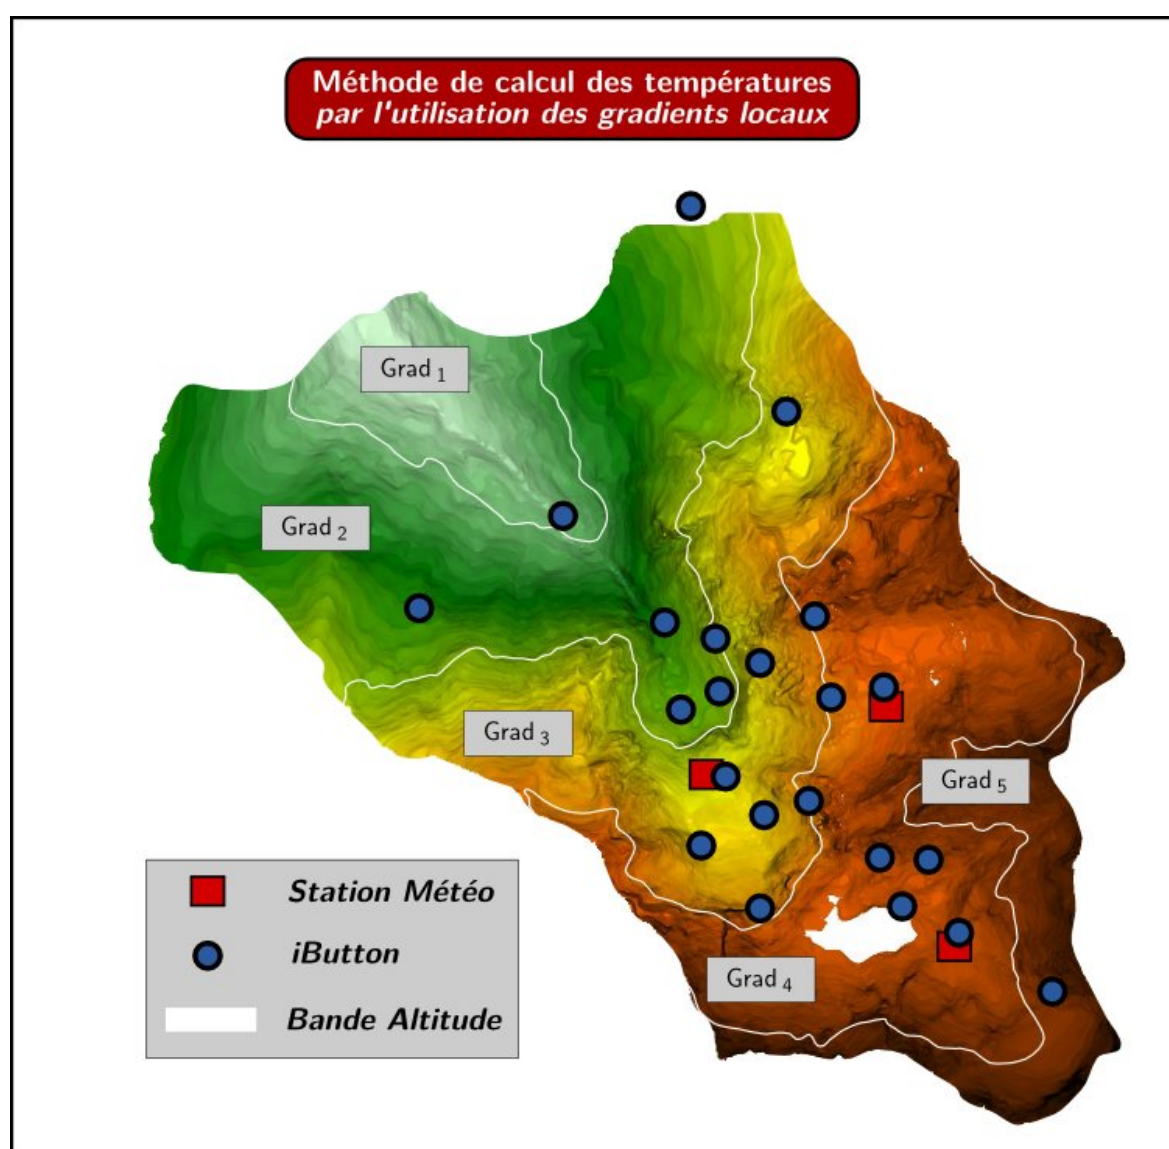 Méthode de calcul des températures
par l'utilisation des gradients locaux
Grad 1
Grad 2
Grad 3
Grad 5
Grad 4
Station Météo
iButton
Bande Altitude